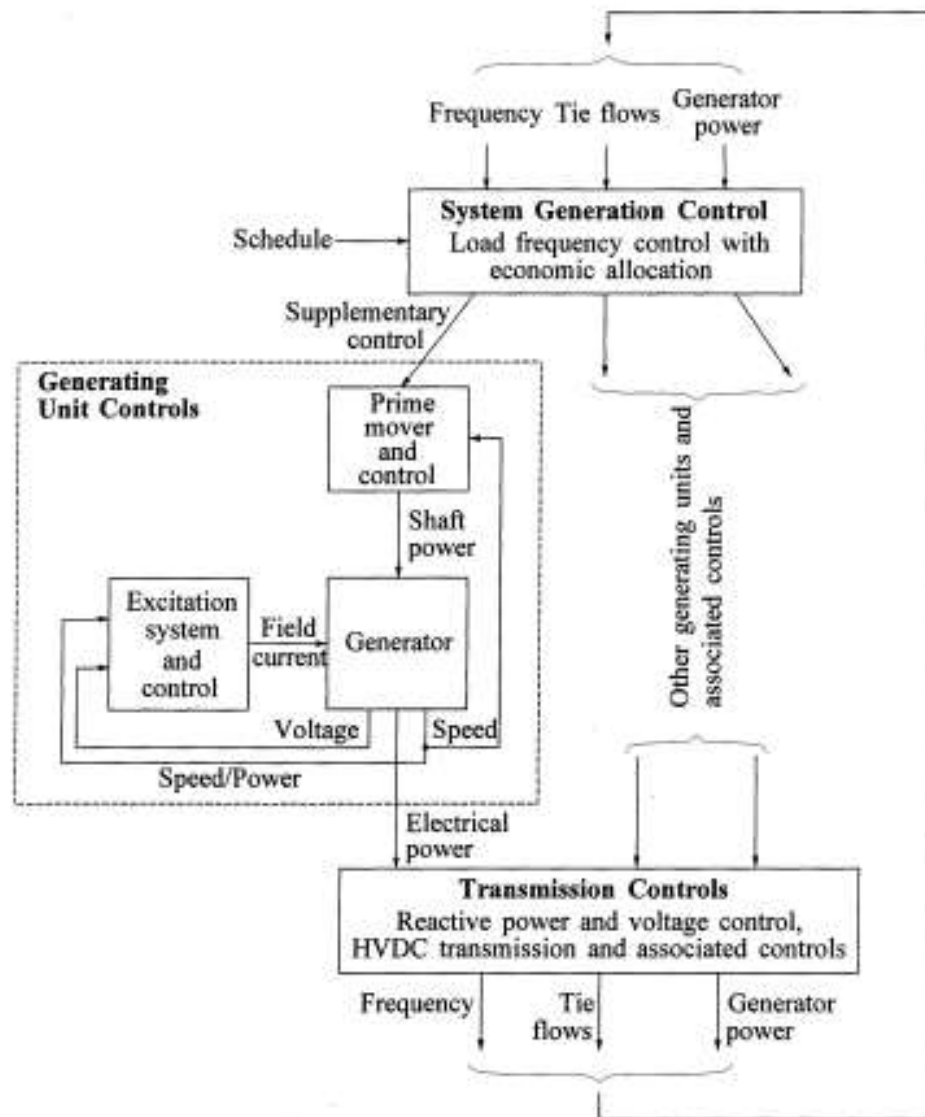 Frequency Tie flows Generator
power
System Generation Control
Schedule
Load frequency control with
economic allocation
Supplementary
control
Generating
Unit Controls
Prime
mover
and
control
Shaft
power
Other generating units and
associated controls
Excitation
system
and
control
Field
current
Generator
Voltage
Speed
Speed/Power
Electrical
power
Transmission Controls
Reactive power and voltage control,
HVDC transmission and associated controls
Frequency
Tie
flows
Generator
power